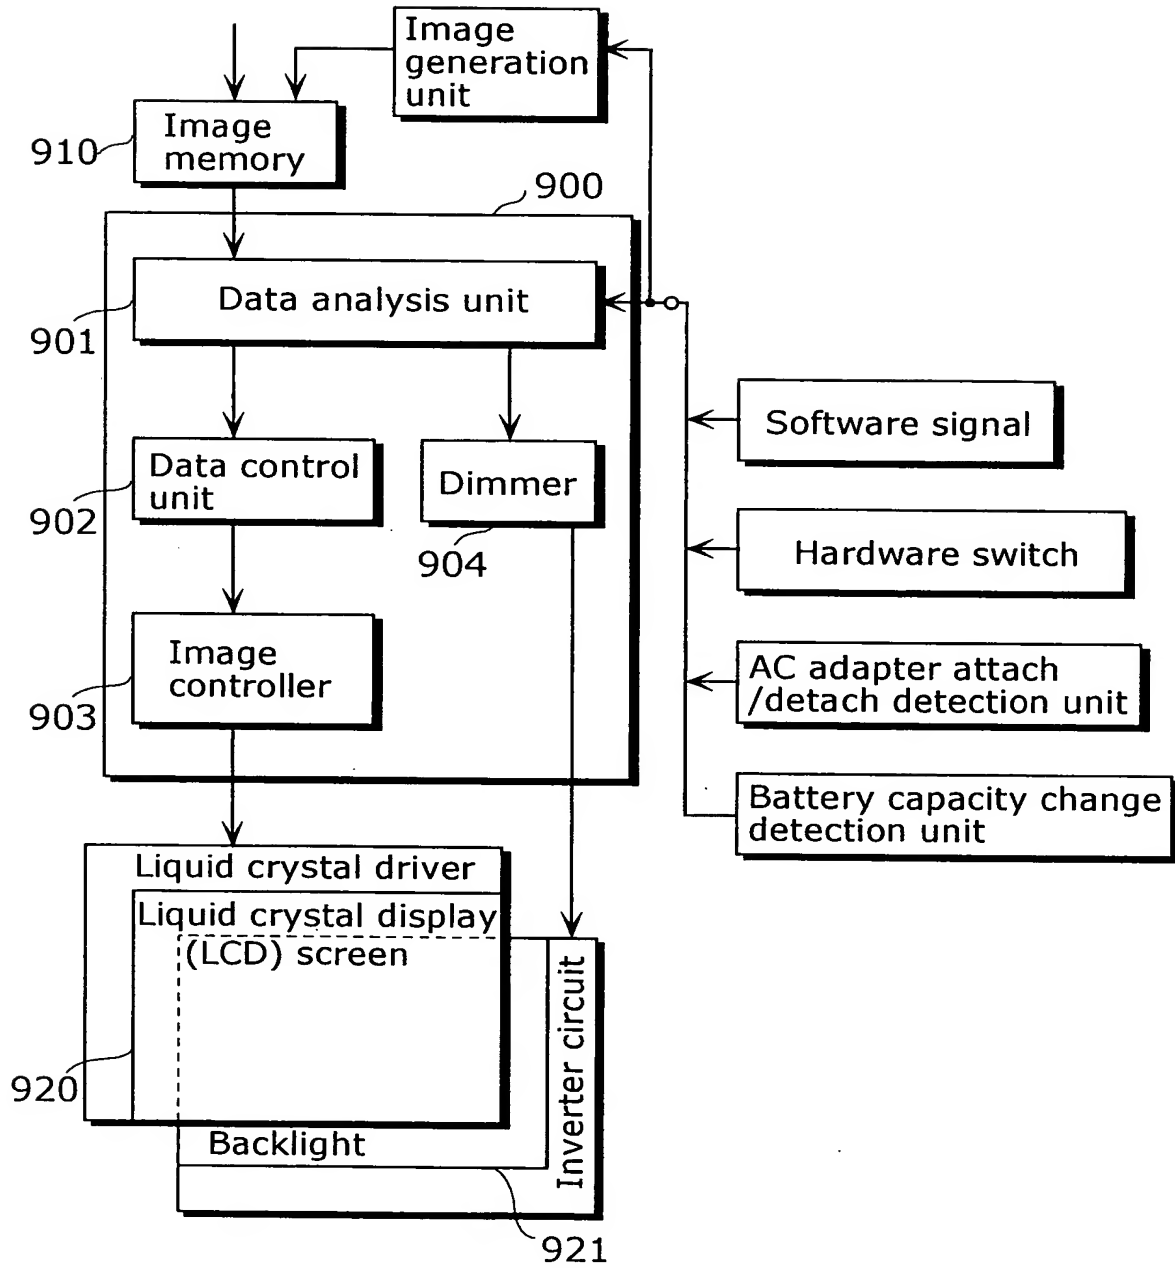 Image
generation
unit
Image
memory
910
900
Data analysis unit
901
Software signal
Data control
unit
902
Dimmer
904
Hardware switch
Image
controller
903
AC adapter attach
/detach detection unit
Battery capacity change
detection unit
Liquid crystal driver
Liquid crystal display
(LCD) screen
920
Backlight
Inverter circuit
921